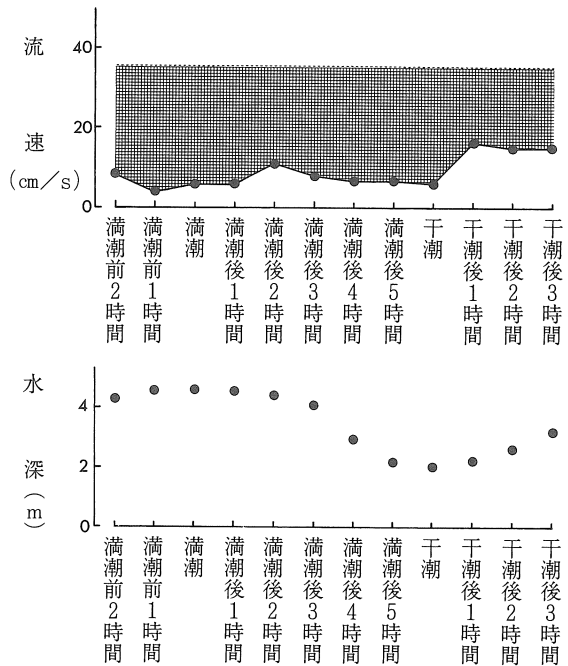 流速(cm/s)
40
20
0
満潮前2時間
満潮前1時間
満潮
満潮後1時間
満潮後2時間
満潮後3時間
満潮後4時間
満潮後5時間
干潮
干潮後1時間
干潮後2時間
干潮後3時間
水深(m)
4
2
0
満潮前2時間
満潮前1時間
満潮
満潮後1時間
満潮後2時間
満潮後3時間
満潮後4時間
満潮後5時間
干潮
干潮後1時間
干潮後2時間
干潮後3時間